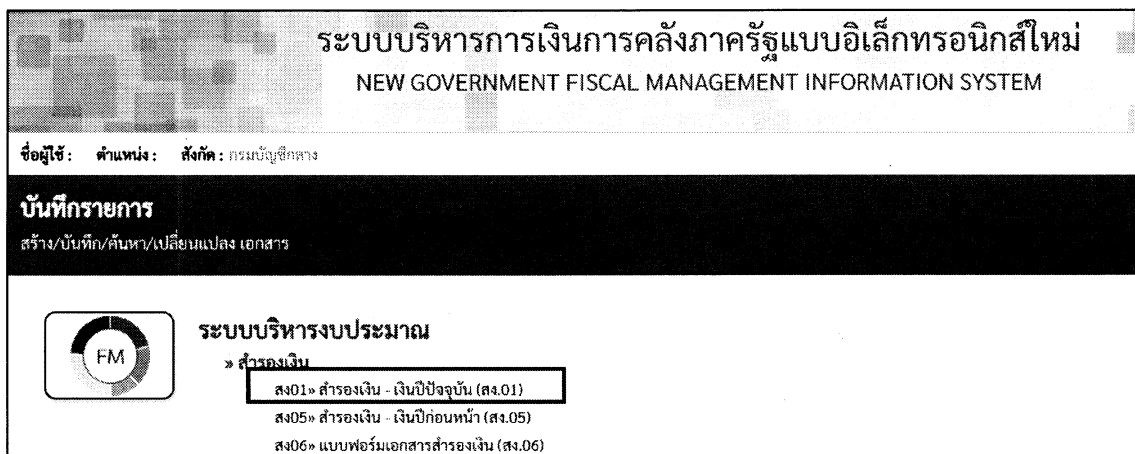 ระบบบริหารการเงินการคลังภาครัฐแบบอิเล็กทรอนิกส์ใหม่
NEW GOVERNMENT FISCAL MANAGEMENT INFORMATION SYSTEM
ชื่อผู้ใช้ : ตำแหน่ง : สังกัด : กรมบัญชีกลาง
บันทึกรายการ
สร้าง/บันทึก/ค้นหา/เปลี่ยนแปลง เอกสาร
FM
ระบบบริหารงบประมาณ
» สำรองเงิน
สง01» สำรองเงิน - เงินปีปัจจุบัน (สง.01)
สง05» สำรองเงิน - เงินปีก่อนหน้า (สง.05)
สง06» แบบฟอร์มเอกสารสำรองเงิน (สง.06)